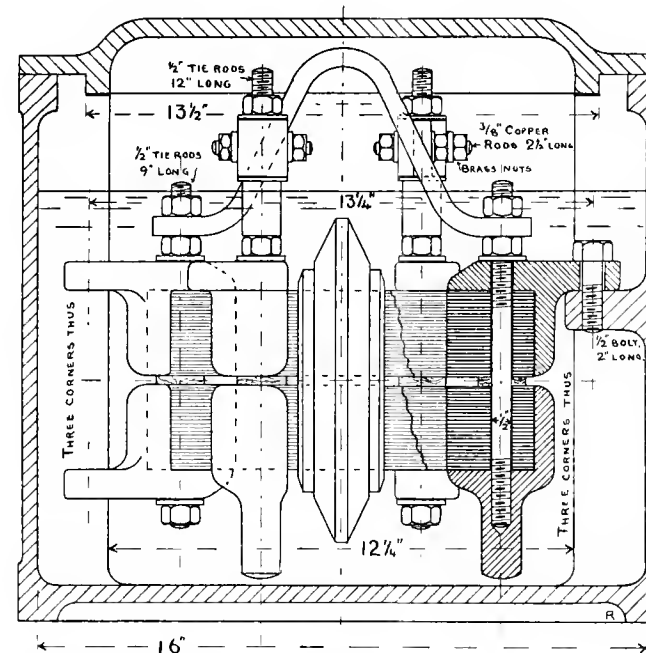 ½" TIE RODS
12" LONG
13½"
⅜" COPPER
RODS 2½" LONG
BRASS NUTS
½" TIE RODS
9" LONG
13¼"
½" BOLT,
2" LONG.
THREE CORNERS THUS
THREE CORNERS THUS
½"
12¼"
R
16"